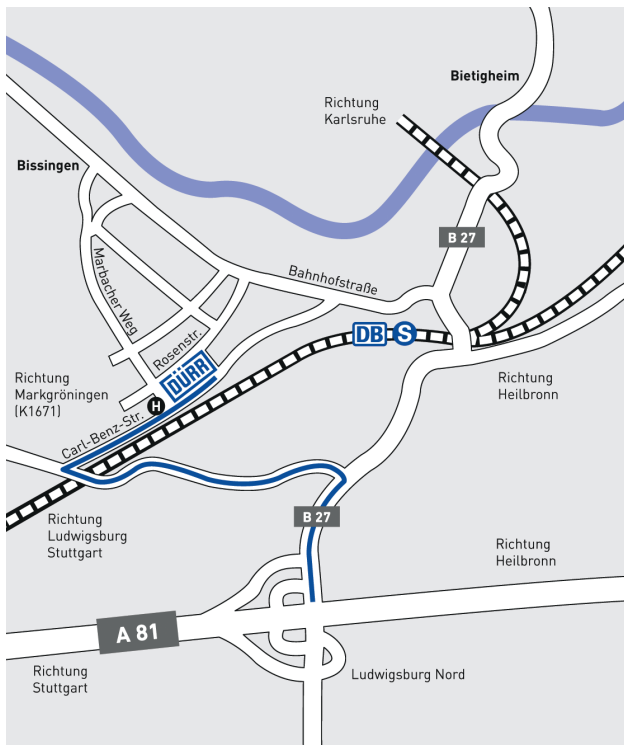 Bietigheim
Richtung
Karlsruhe
Bissingen
B 27
Marbacher Weg
Bahnhofstraße
Rosenstr.
DB S
DÜRR
Richtung
Markgröningen
(K1671)
H
Richtung
Heilbronn
Carl-Benz-Str.
Richtung
Ludwigsburg
Stuttgart
B 27
Richtung
Heilbronn
A 81
Richtung
Stuttgart
Ludwigsburg Nord